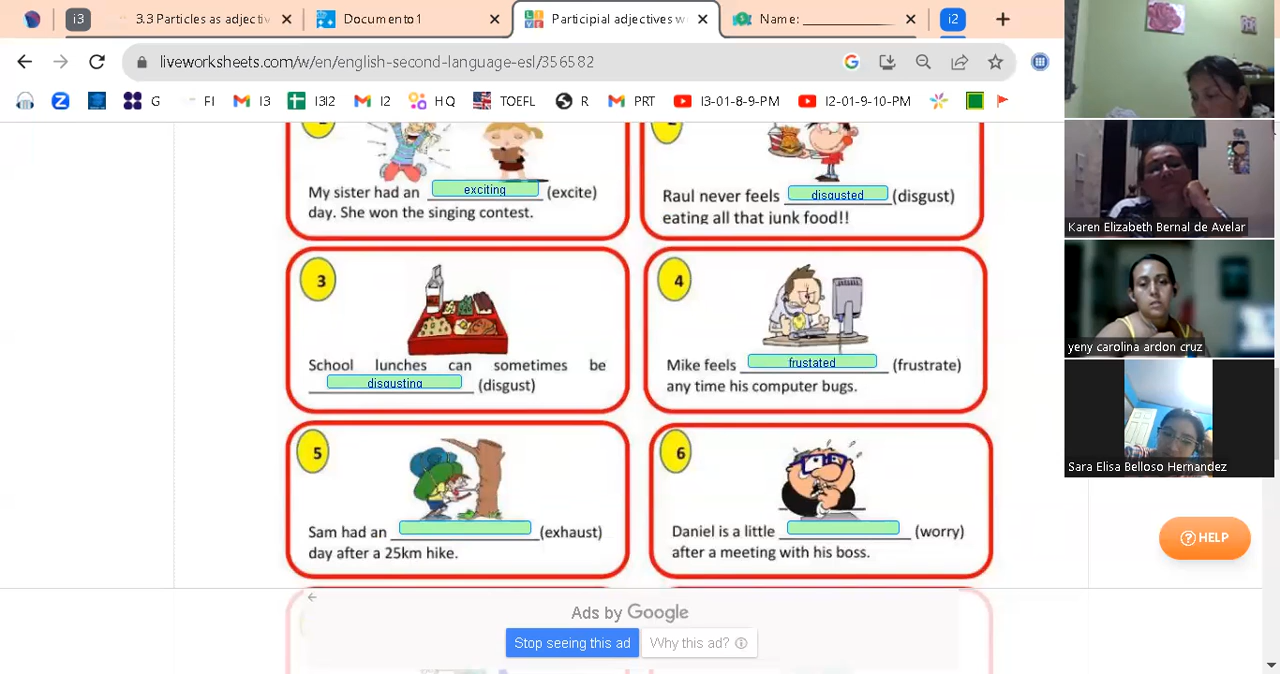 i3
3.3 Particles as adjectiv
Documento1
Participial adjectives w
Name: ____________
i2
liveworksheets.com/w/en/english-second-language-esl/356582
G
FI
I3
I3I2
I2
HQ
TOEFL
R
PRT
I3-01-8-9-PM
I2-01-9-10-PM
My sister had an exciting (excite)
day. She won the singing contest.
Raul never feels disgusted (disgust)
eating all that junk food!!
3
School lunches can sometimes be
disgusting (disgust)
4
Mike feels frustated (frustrate)
any time his computer bugs.
5
Sam had an ____________ (exhaust)
day after a 25km hike.
6
Daniel is a little ____________ (worry)
after a meeting with his boss.
Karen Elizabeth Bernal de Avelar
yeny carolina ardon cruz
Sara Elisa Belloso Hernandez
HELP
Ads by Google
Stop seeing this ad
Why this ad?